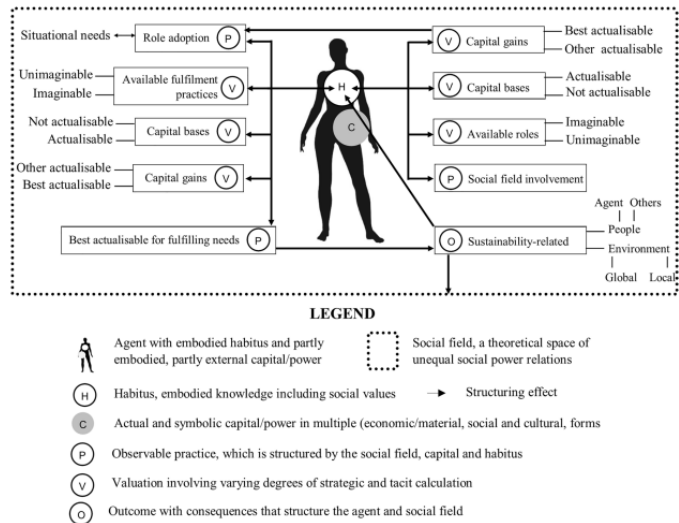 Situational needs
Role adoption P
Unimaginable
Imaginable
Available fulfilment
practices
V
Not actualisable
Actualisable
Capital bases V
Other actualisable
Best actualisable
Capital gains V
Best actualisable for fulfilling needs P
H
C
V Capital gains
Best actualisable
Other actualisable
V Capital bases
Actualisable
Not actualisable
V Available roles
Imaginable
Unimaginable
P Social field involvement
O Sustainability-related
Agent Others
People
Environment
Global Local
LEGEND
Agent with embodied habitus and partly
embodied, partly external capital/power
Social field, a theoretical space of
unequal social power relations
H Habitus, embodied knowledge including social values
Structuring effect
C Actual and symbolic capital/power in multiple (economic/material, social and cultural, forms
P Observable practice, which is structured by the social field, capital and habitus
V Valuation involving varying degrees of strategic and tacit calculation
O Outcome with consequences that structure the agent and social field